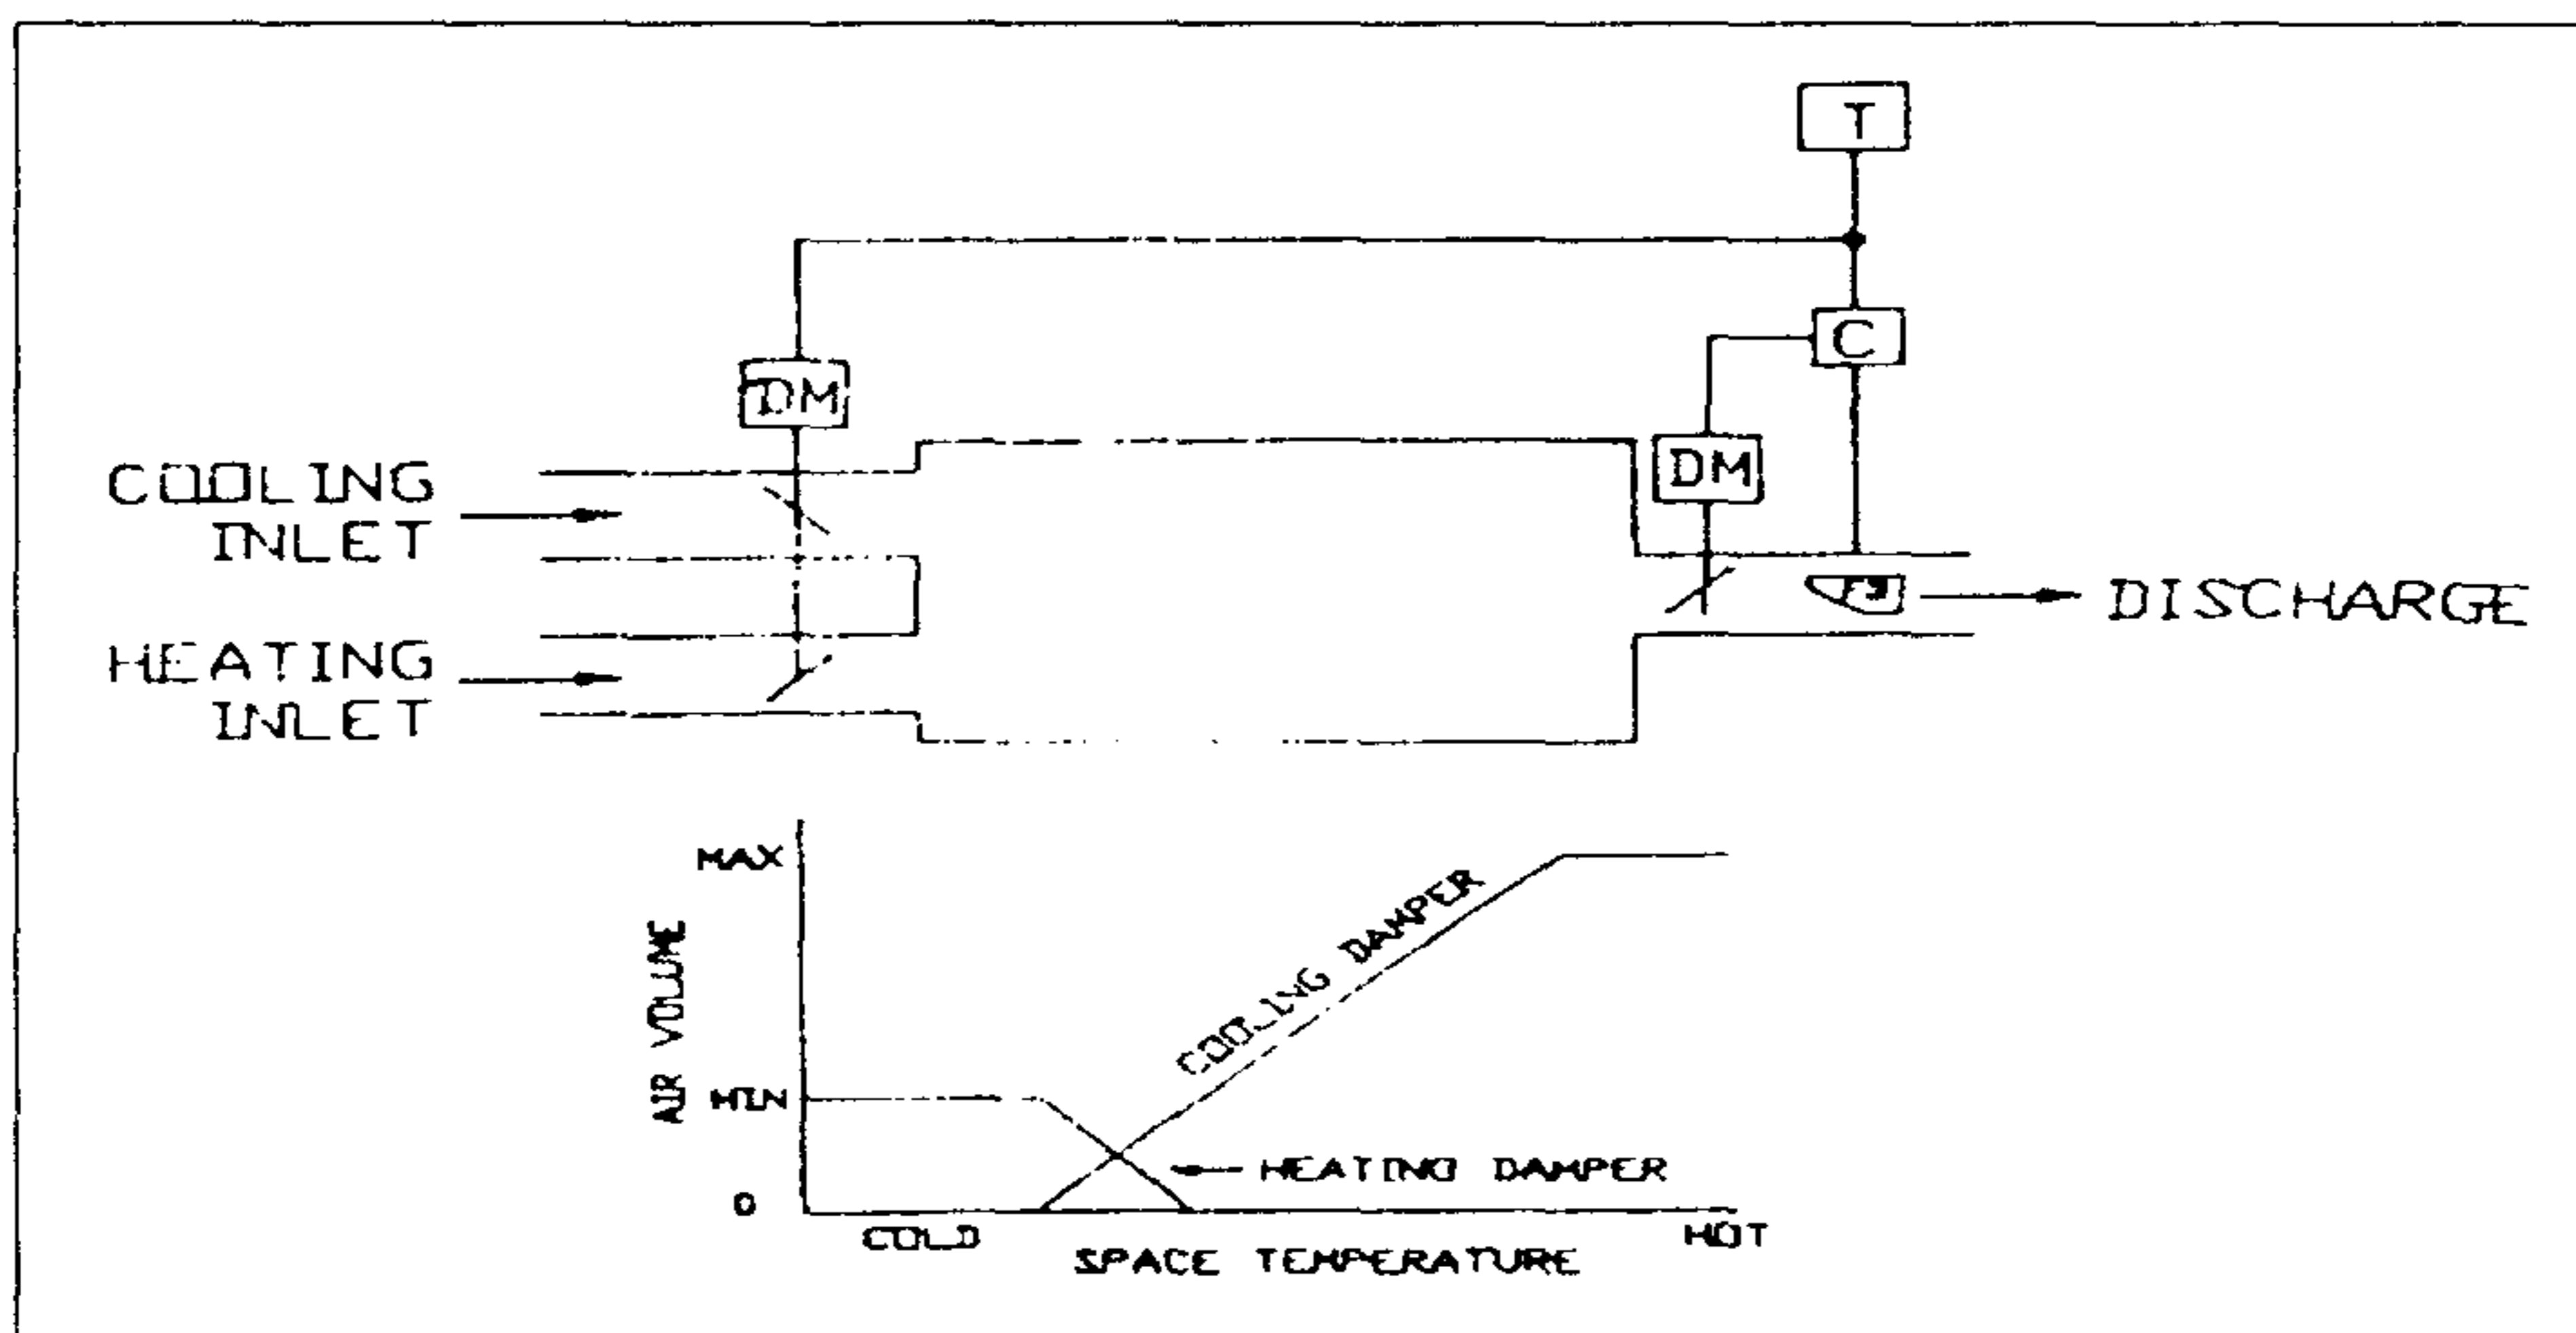 T
C
DM
DM
COOLING
INLET
HEATING
INLET
DISCHARGE
MAX
AIR VOLUME
MIN
0
COOLING DAMPER
HEATING DAMPER
COLD
HOT
SPACE TEMPERATURE